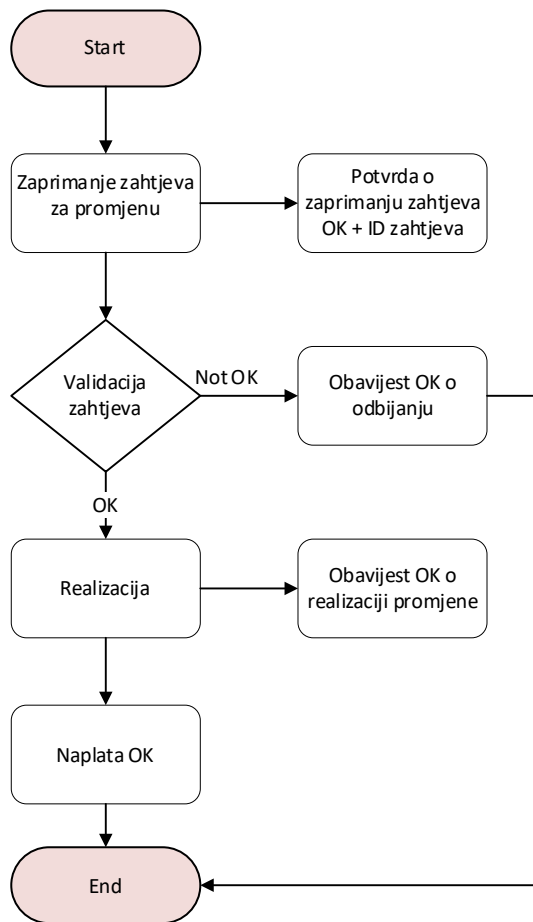 Start
Zaprimanje zahtjeva
za promjenu
Potvrda o
zaprimanju zahtjeva
OK + ID zahtjeva
Validacija
zahtjeva
Not OK
Obavijest OK o
odbijanju
OK
Realizacija
Obavijest OK o
realizaciji promjene
Naplata OK
End